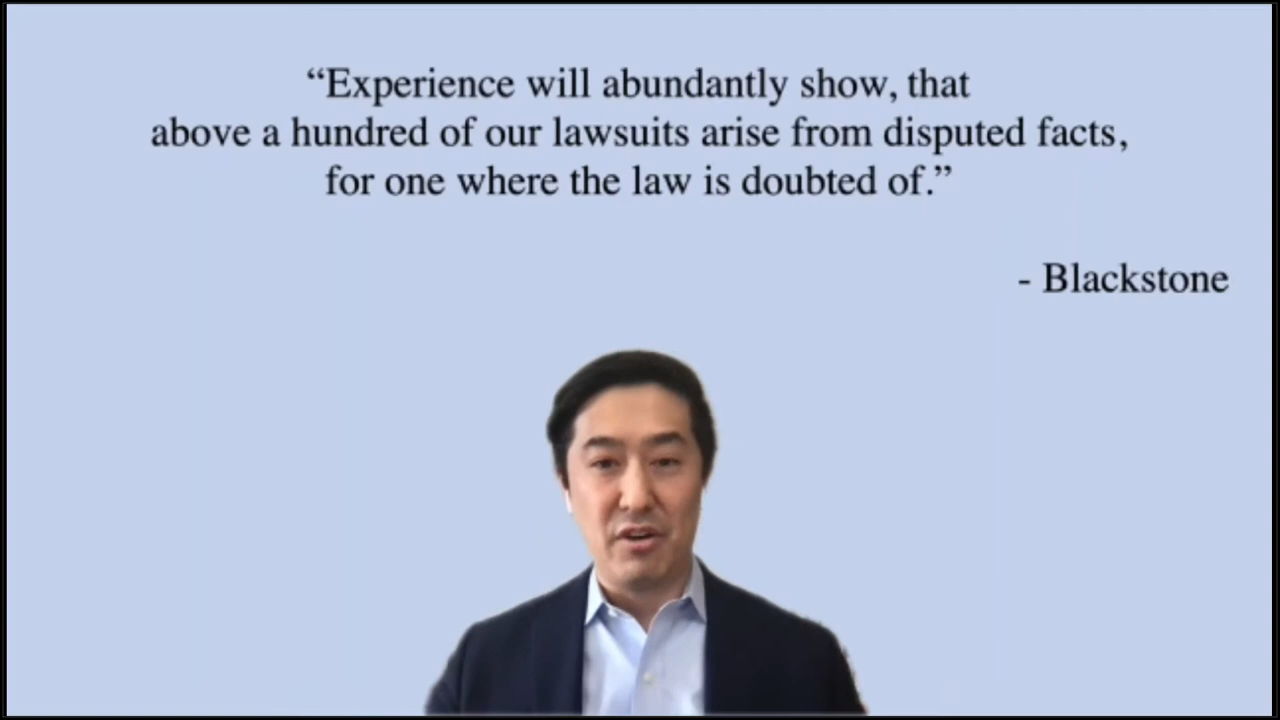 “Experience will abundantly show, that
above a hundred of our lawsuits arise from disputed facts,
for one where the law is doubted of.”
- Blackstone